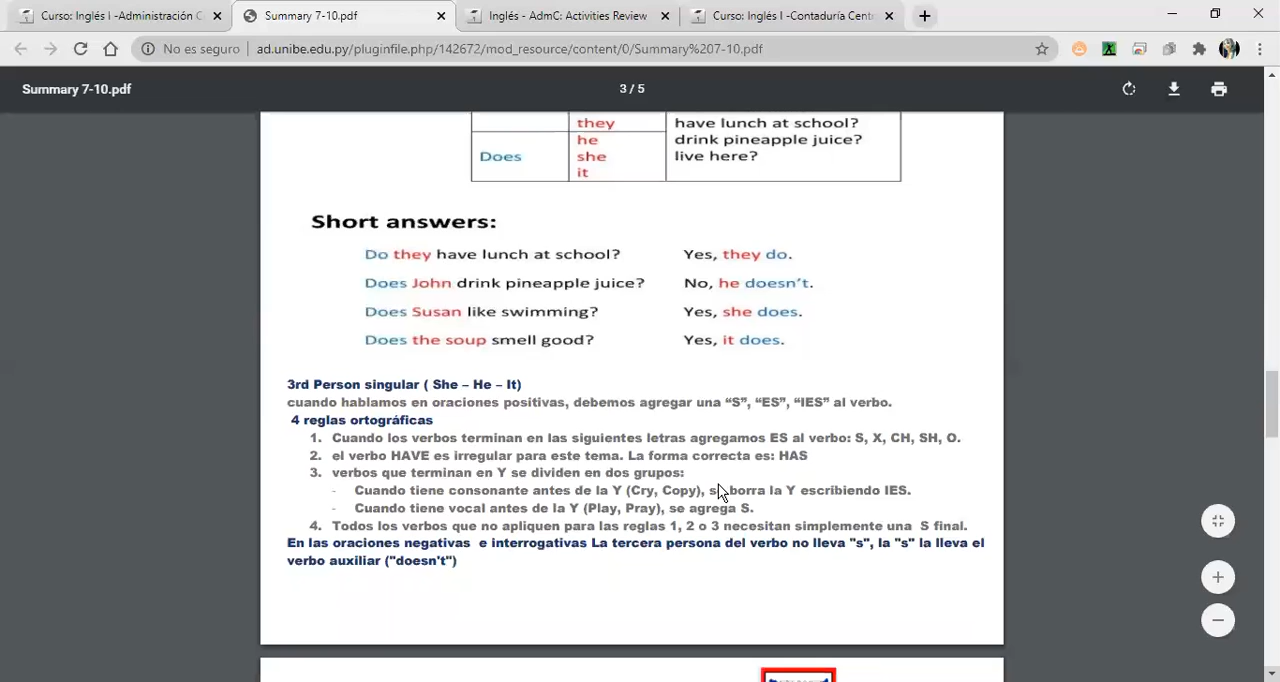 Curso: Inglés I -Administración C
Summary 7-10.pdf
Inglés - AdmC: Activities Review
Curso: Inglés I -Contaduría Cent
No es seguro
ad.unibe.edu.py/pluginfile.php/142672/mod_resource/content/0/Summary%207-10.pdf
Summary 7-10.pdf
3 / 5
they have lunch at school?
he drink pineapple juice?
Does she live here?
it
Short answers:
Do they have lunch at school? Yes, they do.
Does John drink pineapple juice? No, he doesn't.
Does Susan like swimming? Yes, she does.
Does the soup smell good? Yes, it does.
3rd Person singular ( She – He – It)
cuando hablamos en oraciones positivas, debemos agregar una “S”, “ES”, “IES” al verbo.
4 reglas ortográficas
1. Cuando los verbos terminan en las siguientes letras agregamos ES al verbo: S, X, CH, SH, O.
2. el verbo HAVE es irregular para este tema. La forma correcta es: HAS
3. verbos que terminan en Y se dividen en dos grupos:
- Cuando tiene consonante antes de la Y (Cry, Copy), se borra la Y escribiendo IES.
- Cuando tiene vocal antes de la Y (Play, Pray), se agrega S.
4. Todos los verbos que no apliquen para las reglas 1, 2 o 3 necesitan simplemente una S final.
En las oraciones negativas e interrogativas La tercera persona del verbo no lleva "s", la "s" la lleva el
verbo auxiliar ("doesn't")